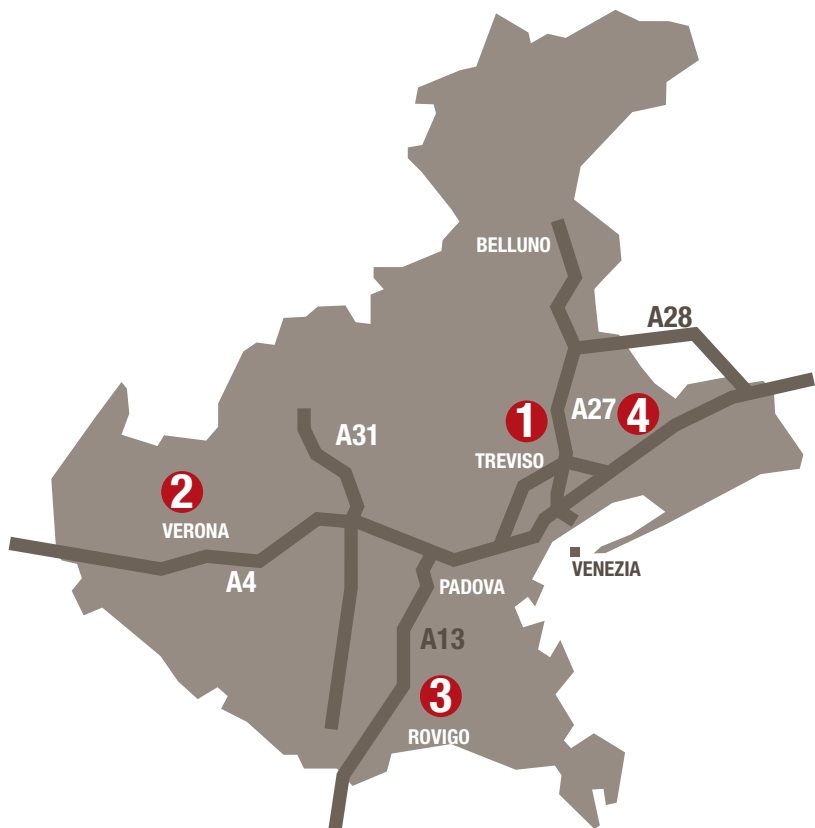 BELLUNO
A28
1
A27
4
A31
TREVISO
2
VERONA
A4
VENEZIA
PADOVA
A13
3
ROVIGO